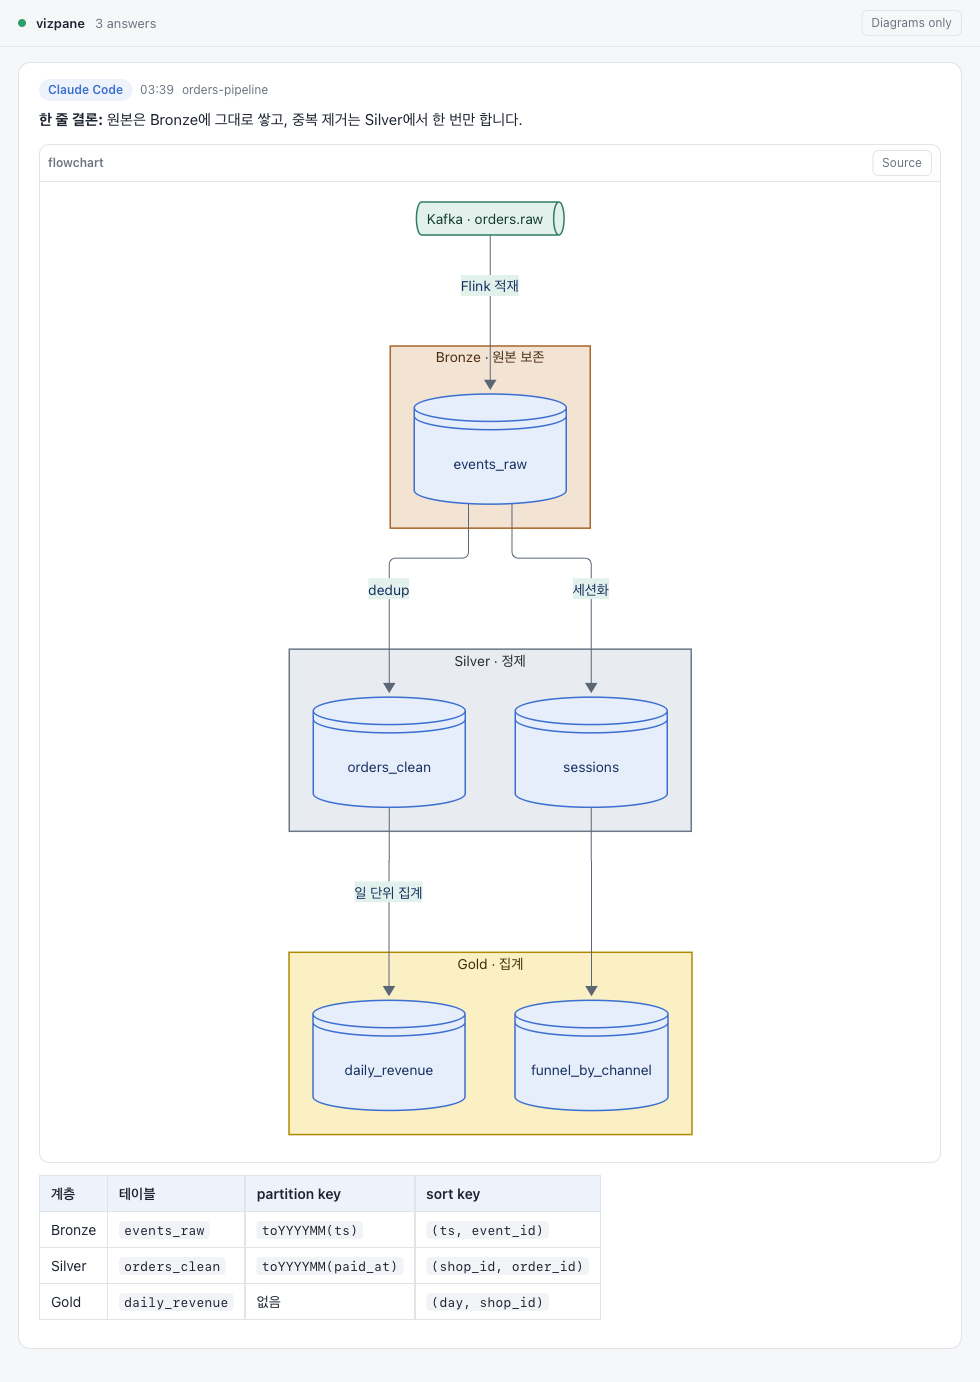 vizpane 3 answers
Diagrams only
Claude Code 03:39 orders-pipeline
한 줄 결론: 원본은 Bronze에 그대로 쌓고, 중복 제거는 Silver에서 한 번만 합니다.
flowchart
Source
Kafka · orders.raw
Flink 적재
Bronze · 원본 보존
events_raw
dedup
세션화
Silver · 정제
orders_clean
sessions
일 단위 집계
Gold · 집계
daily_revenue
funnel_by_channel
계층 테이블 partition key sort key
Bronze events_raw toYYYYMM(ts) (ts, event_id)
Silver orders_clean toYYYYMM(paid_at) (shop_id, order_id)
Gold daily_revenue 없음 (day, shop_id)